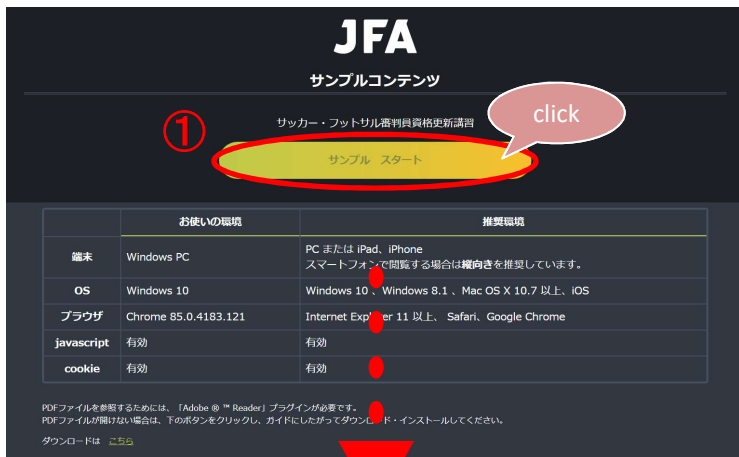 JFA
サンプルコンテンツ
サッカー・フットサル審判員資格更新講習
click
①
サンプル スタート
お使いの環境 推奨環境
端末 Windows PC PC または iPad、iPhone
スマートフォンで閲覧する場合は縦向きを推奨しています。
OS Windows 10 Windows 10 、Windows 8.1 、Mac OS X 10.7 以上、iOS
ブラウザ Chrome 85.0.4183.121 Internet Explorer 11 以上、 Safari、Google Chrome
javascript 有効 有効
cookie 有効 有効
PDFファイルを参照するためには、「Adobe ® ™ Reader」プラグインが必要です。
PDFファイルが開けない場合は、下のボタンをクリックし、ガイドにしたがってダウンロード・インストールしてください。
ダウンロードは こちら